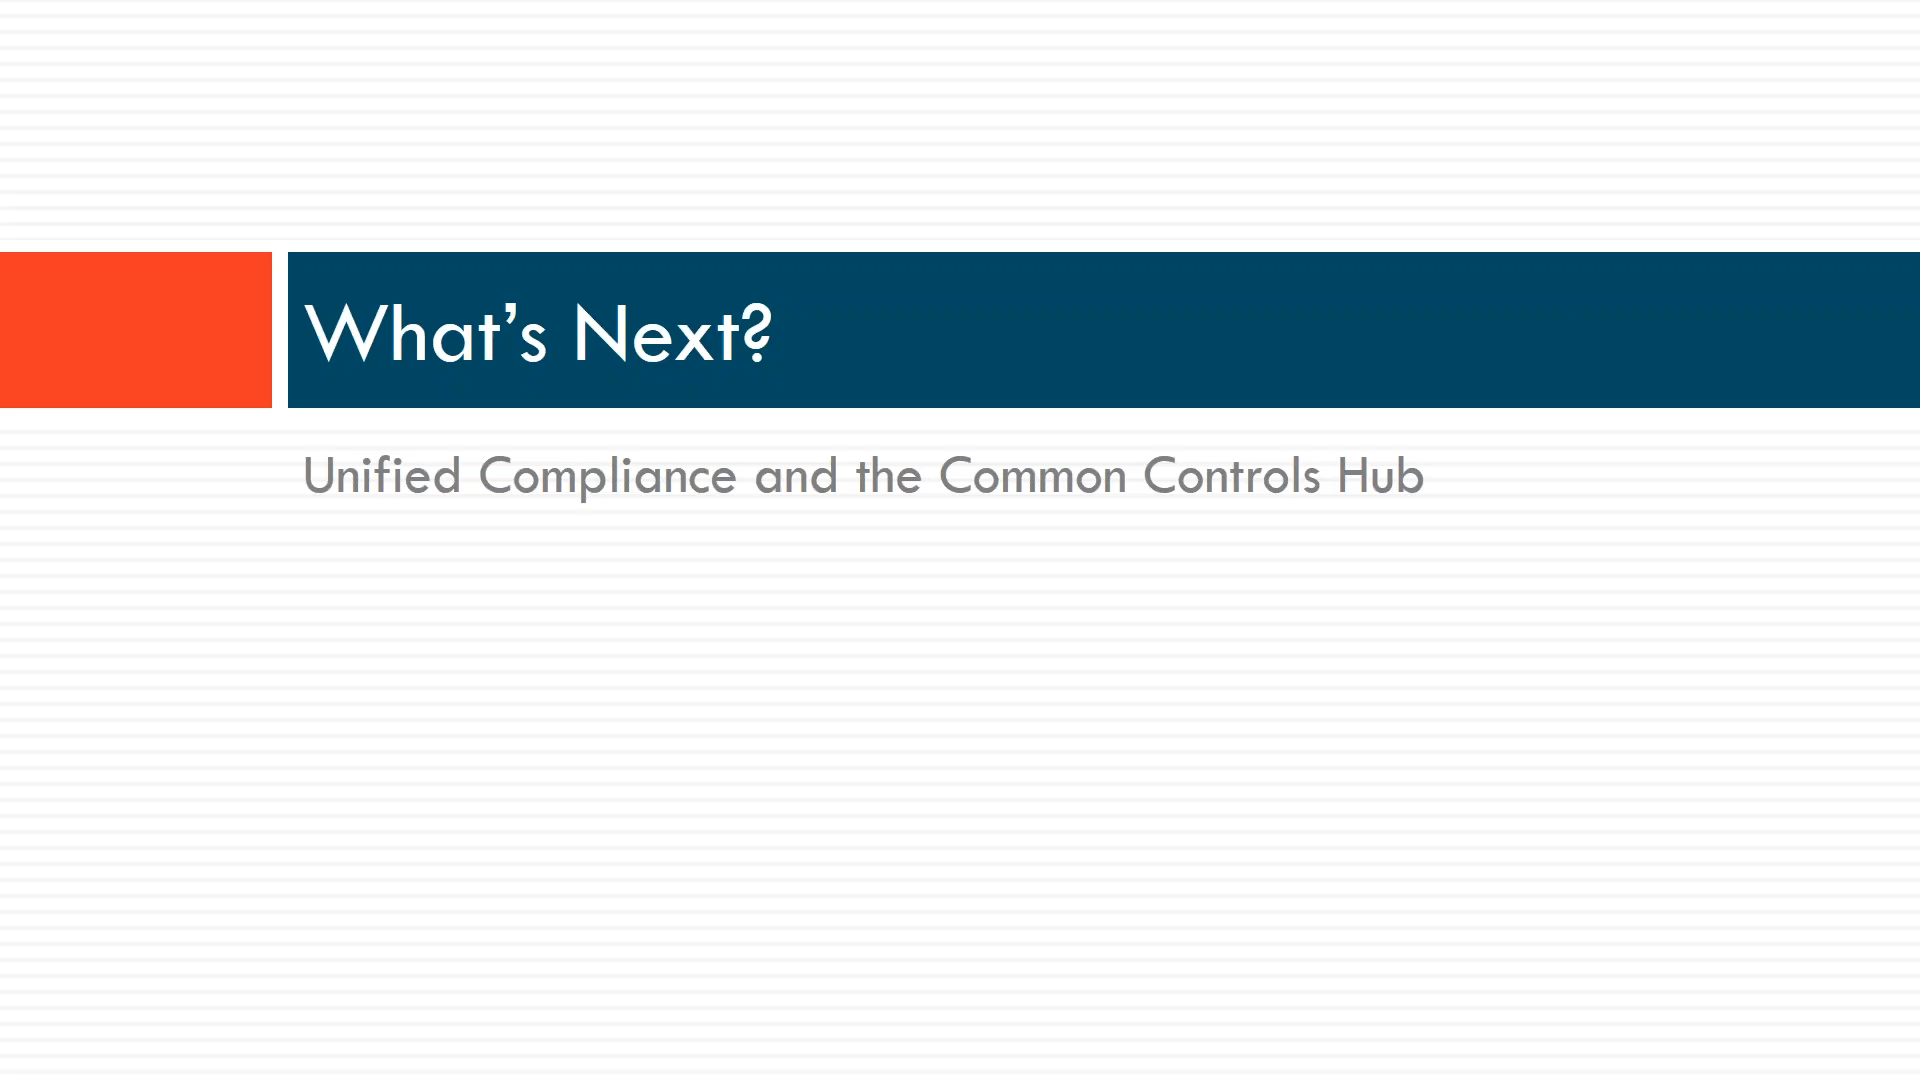 What’s Next?
Unified Compliance and the Common Controls Hub